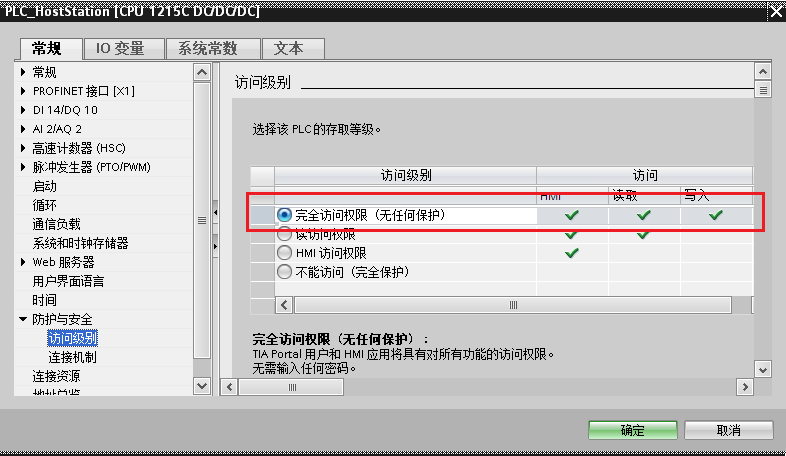 PLC_HostStation [CPU 1215C DC/DC/DC]
常规 IO 变量 系统常数 文本
常规
PROFINET 接口 [X1]
DI 14/DQ 10
AI 2/AQ 2
高速计数器 (HSC)
脉冲发生器 (PTO/PWM)
启动
循环
通信负载
系统和时钟存储器
Web 服务器
用户界面语言
时间
防护与安全
访问级别
连接机制
连接资源
地址总览
访问级别
选择该 PLC 的存取等级。
访问级别 访问
HMI 读取 写入
完全访问权限（无任何保护）
读访问权限
HMI 访问权限
不能访问（完全保护）
完全访问权限（无任何保护）：
TIA Portal 用户和 HMI 应用将具有对所有功能的访问权限。
无需输入任何密码。
确定 取消